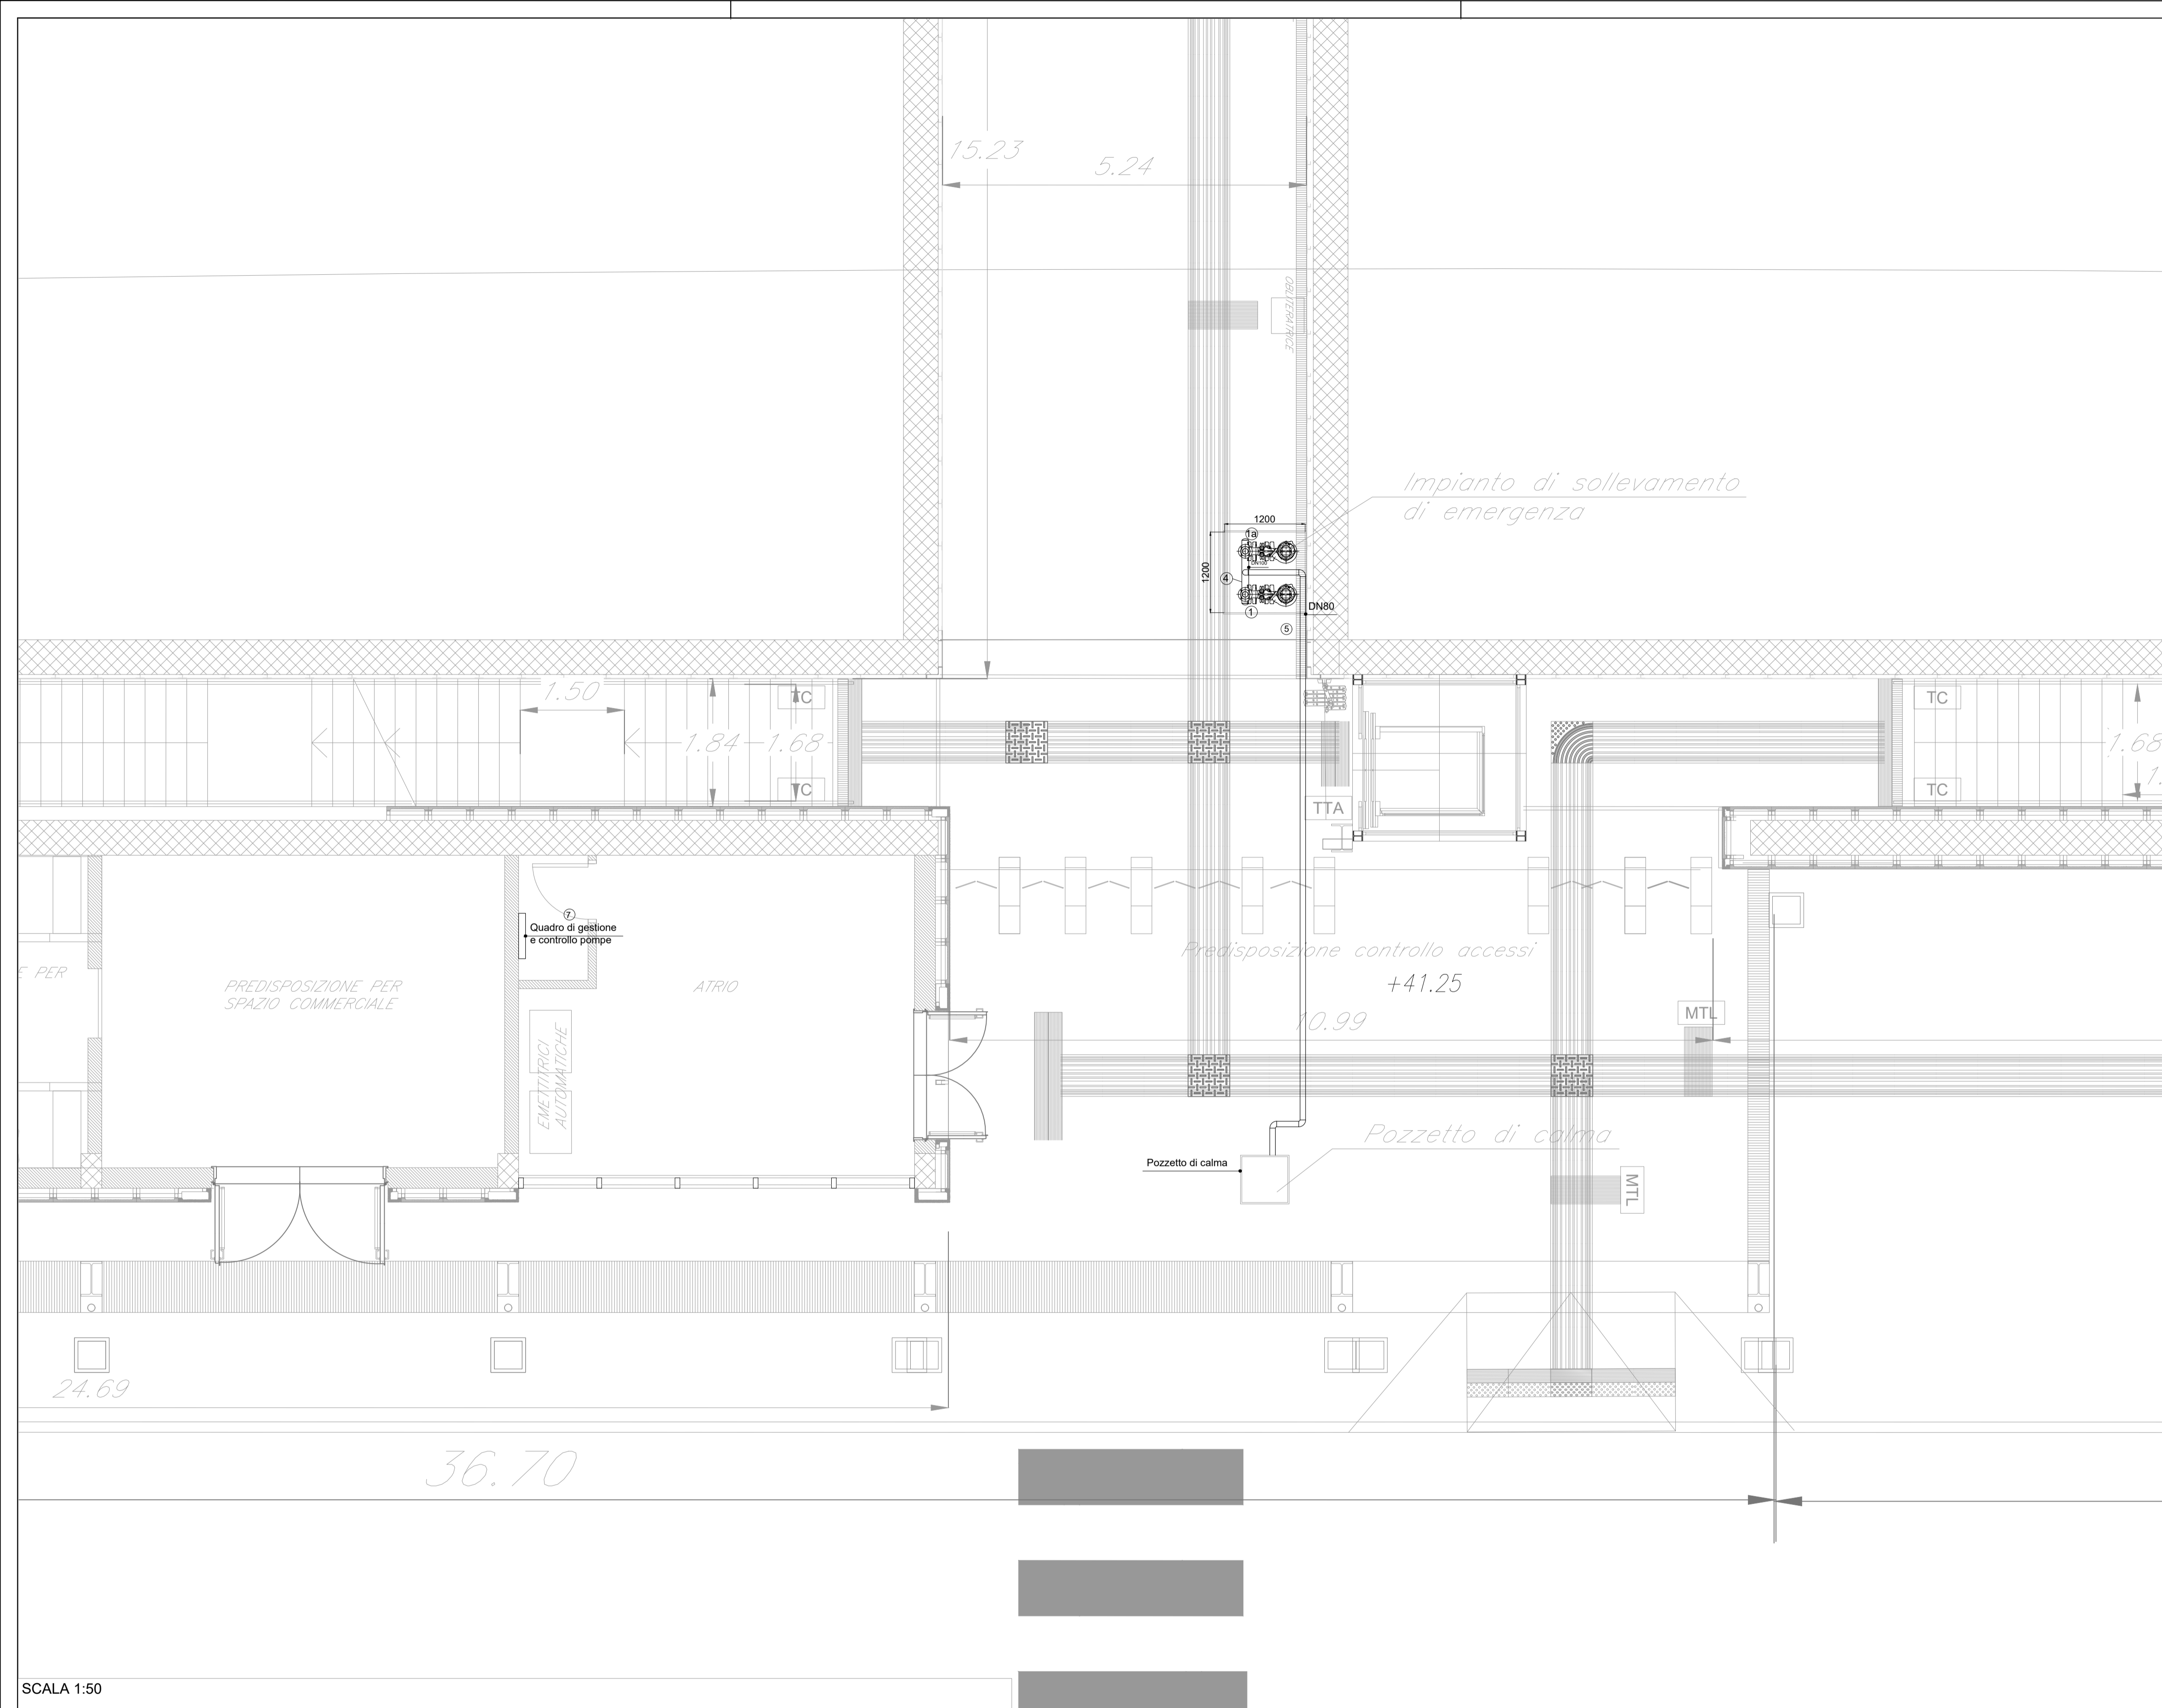 15.23
5.24
OBLITERATRICE
Impianto di sollevamento
di emergenza
1200
1a
DN100
1200
4
DN80
1
5
1.50
TC
TC
1.84
1.68
1.68
TC
TC
TTA
7
Quadro di gestione
e controllo pompe
Predisposizione controllo accessi
E PER
PREDISPOSIZIONE PER
SPAZIO COMMERCIALE
ATRIO
+41.25
MTL
10.99
EMETTITRICI
AUTOMATICHE
Pozzetto di calma
Pozzetto di calma
MTL
24.69
36.70
SCALA 1:50